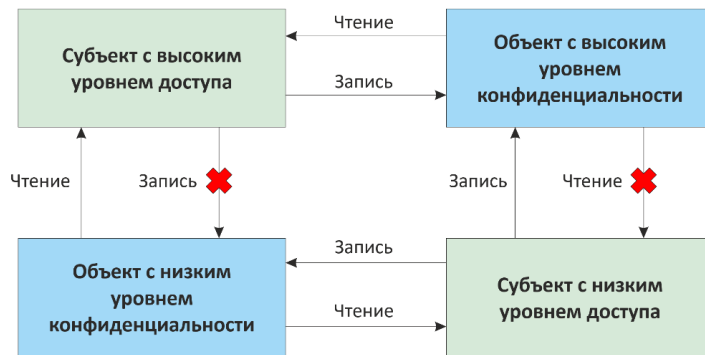 Чтение
Субъект с высоким
уровнем доступа
Объект с высоким
уровнем
конфиденциальности
Запись
Чтение
Запись
Запись
Чтение
Объект с низким
уровнем
конфиденциальности
Запись
Субъект с низким
уровнем доступа
Чтение